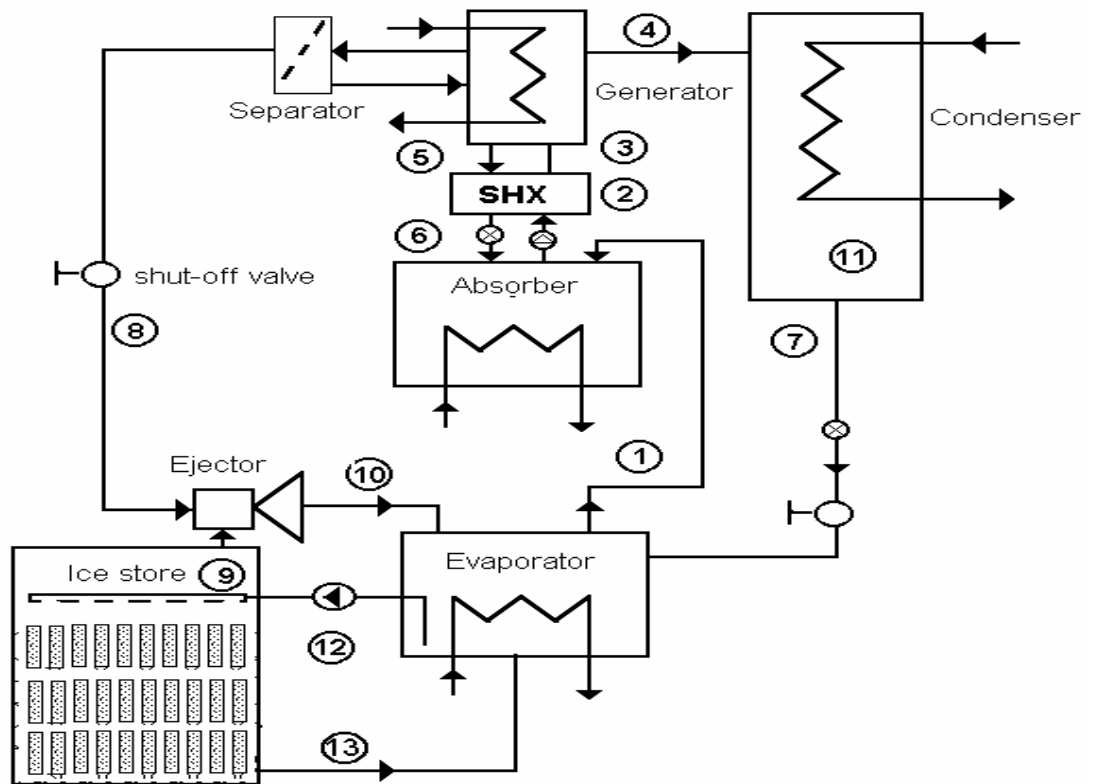 4
Separator
Generator
Condenser
5
3
SHX
2
6
shut-off valve
Absorber
11
8
7
Ejector
10
1
Ice store
9
Evaporator
12
13